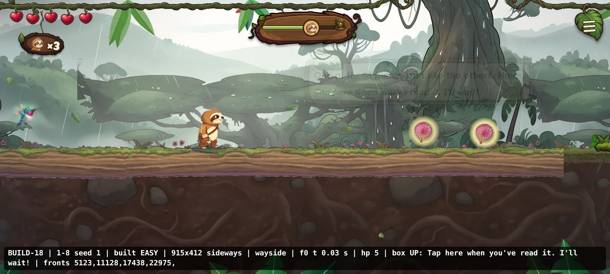 ×3
BUILD-18 | 1-8 seed 1 | built EASY | 915x412 sideways | wayside | f0 t 0.03 s | hp 5 | box UP: Tap here when you've read it. I'll
wait! | fronts 5123,11128,17438,22975,